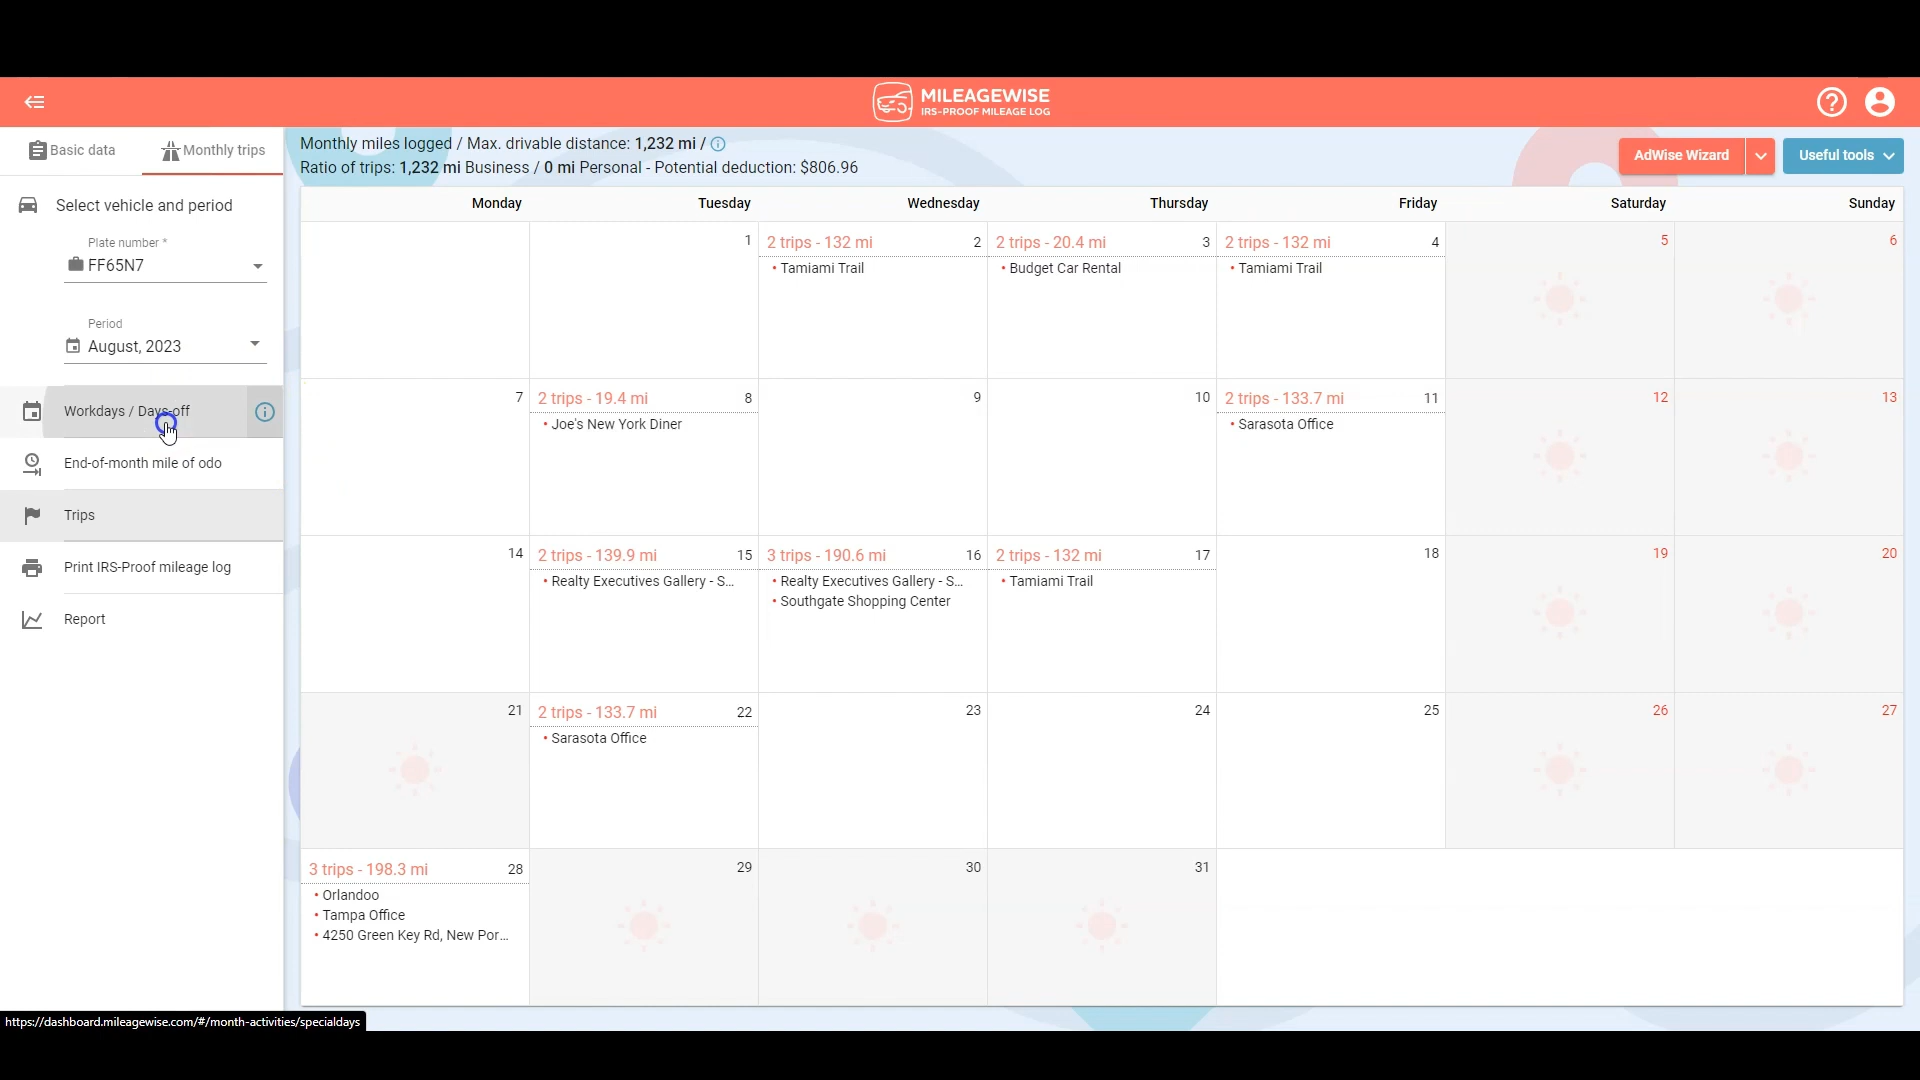 MILEAGEWISE
IRS-PROOF MILEAGE LOG
Basic data
Monthly trips
Select vehicle and period
Plate number *
FF65N7
Period
August, 2023
Workdays / Days-off
End-of-month mile of odo
Trips
Print IRS-Proof mileage log
Report
Monthly miles logged / Max. drivable distance: 1,232 mi /
Ratio of trips: 1,232 mi Business / 0 mi Personal - Potential deduction: $806.96
AdWise Wizard
Useful tools
Monday Tuesday Wednesday Thursday Friday Saturday Sunday
1 2 trips - 132 mi 2 2 trips - 20.4 mi 3 2 trips - 132 mi 4 5 6
• Tamiami Trail • Budget Car Rental • Tamiami Trail
7 2 trips - 19.4 mi 8 9 10 2 trips - 133.7 mi 11 12 13
• Joe's New York Diner • Sarasota Office
14 2 trips - 139.9 mi 15 3 trips - 190.6 mi 16 2 trips - 132 mi 17 18 19 20
• Realty Executives Gallery - S... • Realty Executives Gallery - S... • Tamiami Trail
• Southgate Shopping Center
21 2 trips - 133.7 mi 22 23 24 25 26 27
• Sarasota Office
3 trips - 198.3 mi 28 29 30 31
• Orlandoo
• Tampa Office
• 4250 Green Key Rd, New Por...
https://dashboard.mileagewise.com/#/month-activities/specialdays